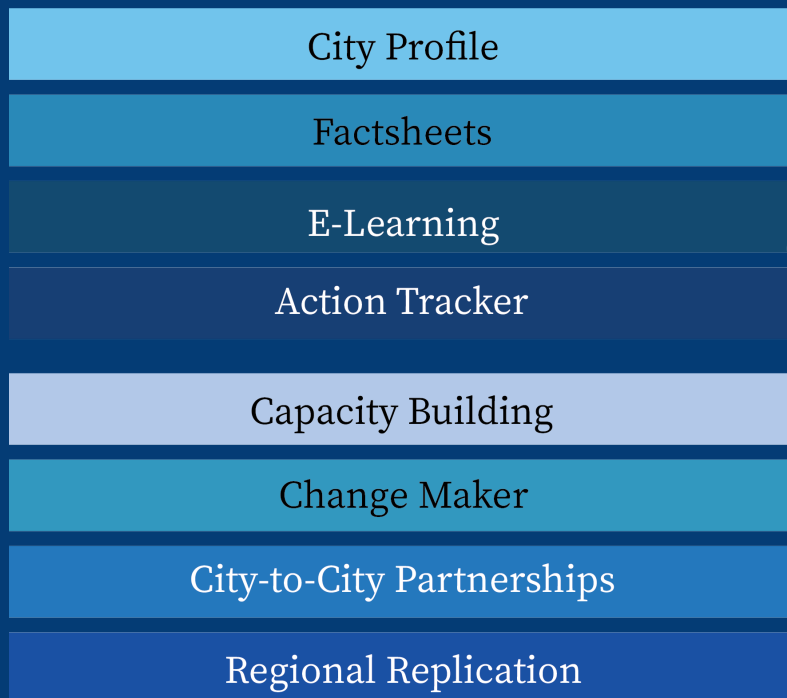 City Profile
Factsheets
E-Learning
Action Tracker
Capacity Building
Change Maker
City-to-City Partnerships
Regional Replication